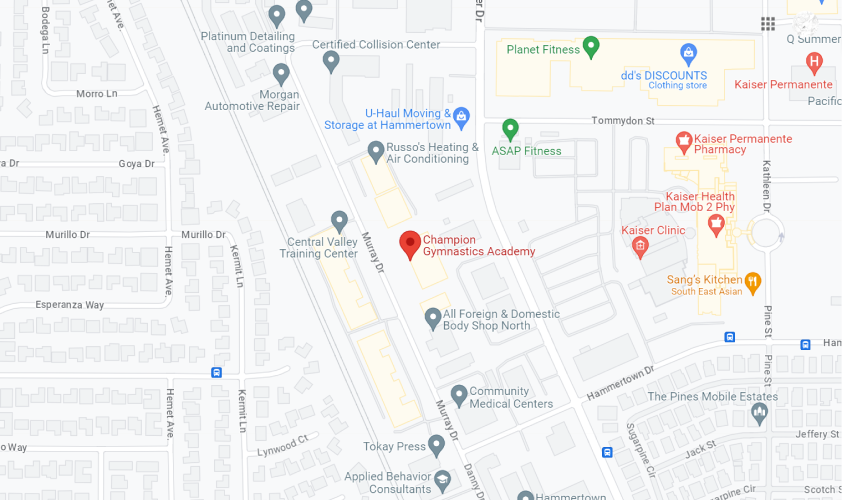 Bodega Ln
met Ave.
er Dr
Platinum Detailing
and Coatings
Certified Collision Center
Planet Fitness
Q Summer
dd's DISCOUNTS
Clothing store
Kaiser Permanente
H
Pacific
Morro Ln
Morgan
Automotive Repair
U-Haul Moving &
Storage at Hammertown
Hemet Ave.
Tommydon St
ASAP Fitness
Russo's Heating &
Air Conditioning
Kaiser Permanente
Pharmacy
a Dr
Goya Dr
Kathleen Dr.
Kaiser Health
Plan Mob 2 Phy
Murillo Dr
Murillo Dr.
Central Valley
Training Center
Murray Dr
Champion
Gymnastics Academy
Kaiser Clinic
Kermit Ln
Hemet Ave.
Sang's Kitchen
South East Asian
Esperanza Way
All Foreign & Domestic
Body Shop North
Pine St.
Ham
Hammertown Dr
Pine St.
Kermit Ln
Hemet Ave.
Murray Dr
Community
Medical Centers
The Pines Mobile Estates
Sugarpine Cir
Jack St
Jeffery St
o Way
Lynwood Ct
Tokay Press
Applied Behavior
Consultants
Danny Dr
Hammertown
arpine Cir
Scotch S